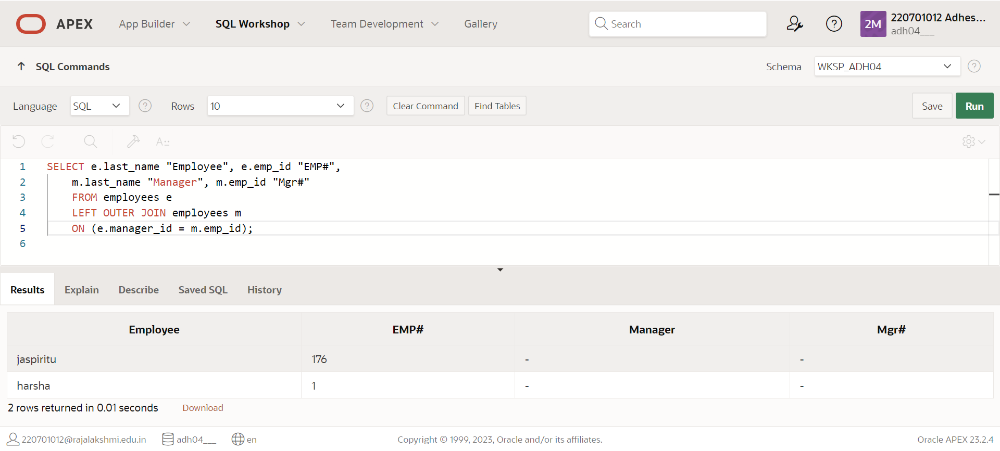 APEX App Builder SQL Workshop Team Development Gallery Search 2M 220701012 Adhes...
adh04___
SQL Commands Schema WKSP_ADH04 ?
Language SQL ? Rows 10 ? Clear Command Find Tables Save Run
A
1 SELECT e.last_name "Employee", e.emp_id "EMP#",
2 m.last_name "Manager", m.emp_id "Mgr#"
3 FROM employees e
4 LEFT OUTER JOIN employees m
5 ON (e.manager_id = m.emp_id);
6
Results Explain Describe Saved SQL History
Employee EMP# Manager Mgr#
jaspiritu 176 - -
harsha 1 - -
2 rows returned in 0.01 seconds Download
220701012@rajalakshmi.edu.in adh04___ en Copyright © 1999, 2023, Oracle and/or its affiliates. Oracle APEX 23.2.4